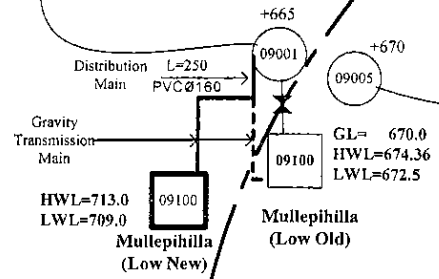 +665
09001
+670
09005
Distribution
Main
L=250
PVCØ160
Gravity
Transmission
Main
09100
GL= 670.0
HWL=674.36
LWL=672.5
HWL=713.0
LWL=709.0
09100
Mullepihilla
(Low New)
Mullepihilla
(Low Old)